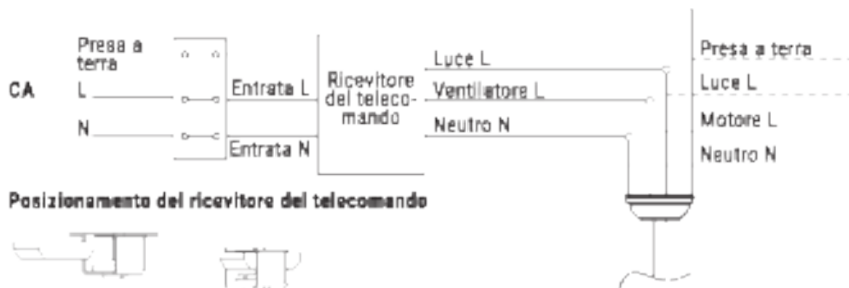 Presa a
terra
CA
L
N
Entrata L
Entrata N
Ricevitore
del teleco-
mando
Luce L
Ventilatore L
Neutro N
Presa a terra
Luce L
Motore L
Neutro N
Posizionamento del ricevitore del telecomando